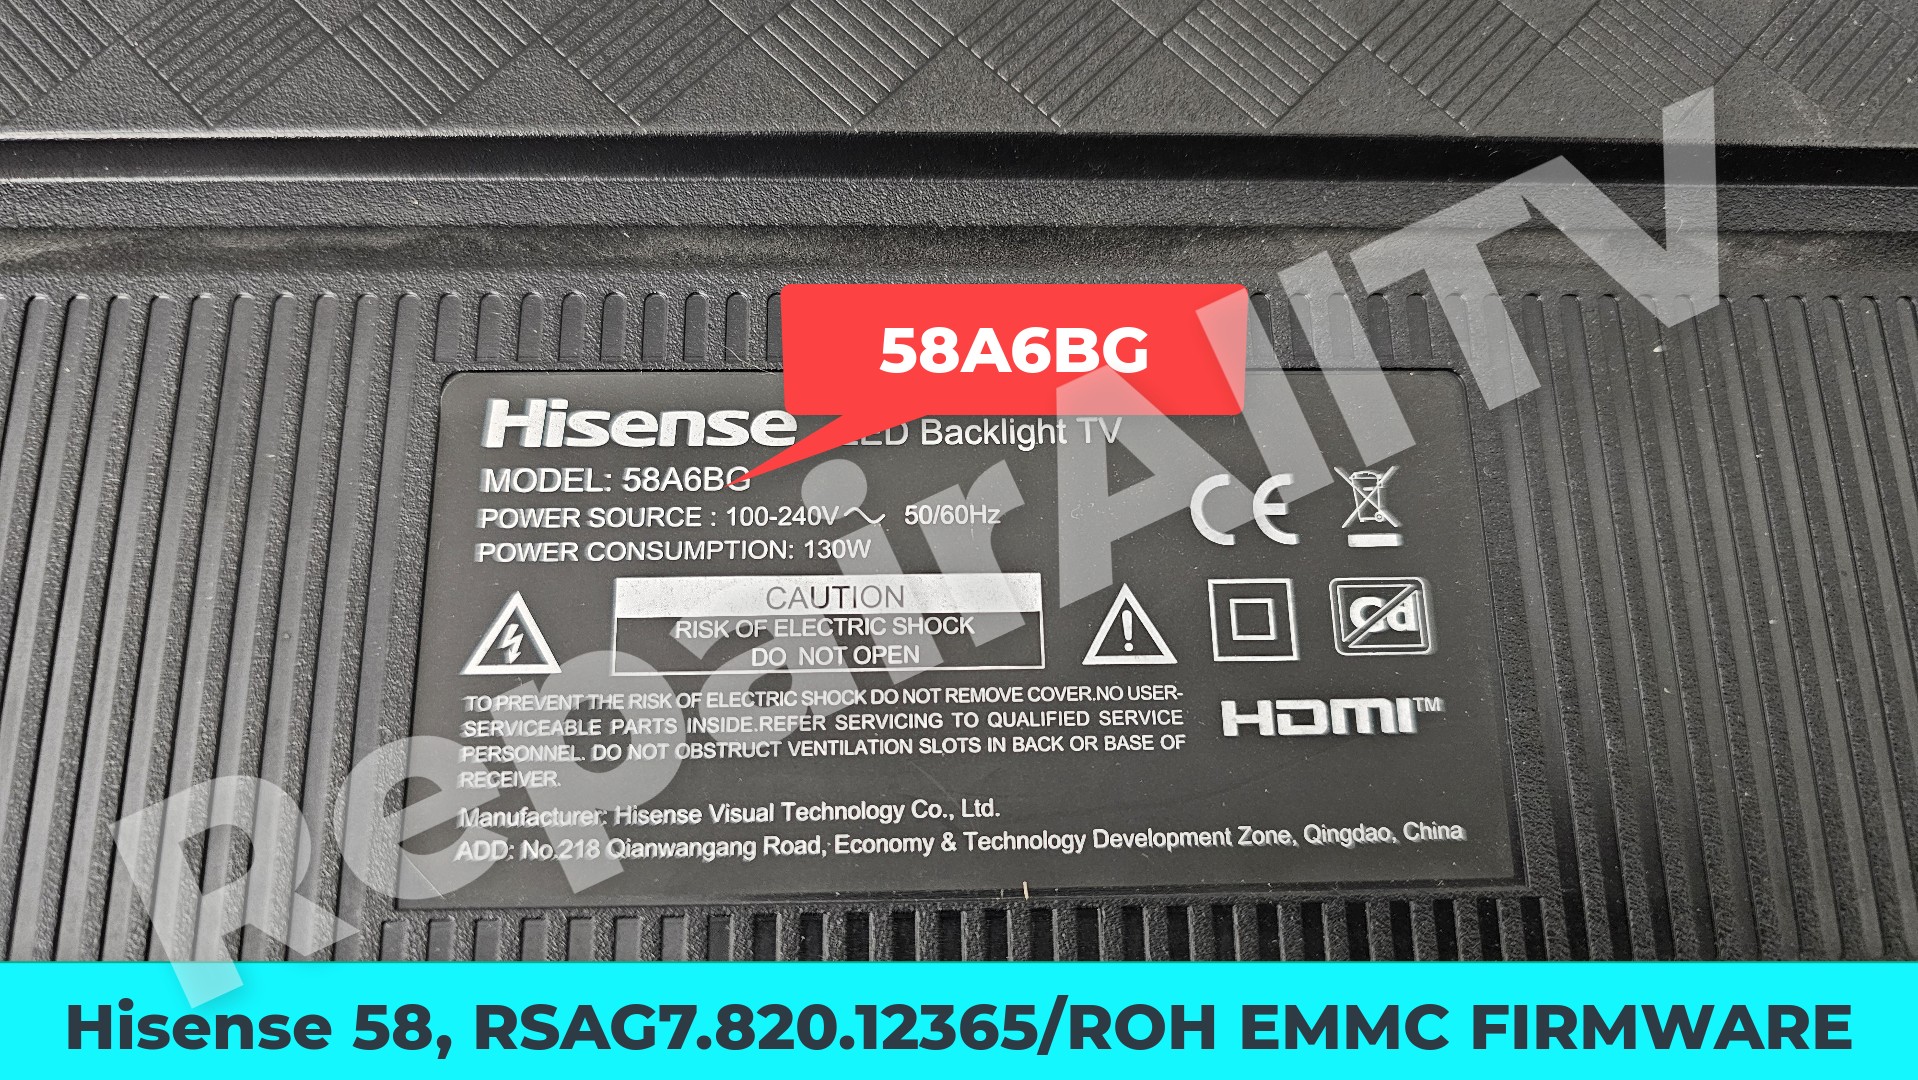 58A6BG
Hisense LED Backlight TV
MODEL: 58A6BG
POWER SOURCE : 100-240V~ 50/60Hz
POWER CONSUMPTION: 130W
CE
CAUTION
RISK OF ELECTRIC SHOCK
DO NOT OPEN
Cd
TO PREVENT THE RISK OF ELECTRIC SHOCK DO NOT REMOVE COVER.NO USER-
SERVICEABLE PARTS INSIDE.REFER SERVICING TO QUALIFIED SERVICE
PERSONNEL. DO NOT OBSTRUCT VENTILATION SLOTS IN BACK OR BASE OF
RECEIVER.
HDMI™
Manufacturer: Hisense Visual Technology Co., Ltd.
ADD: No.218 Qianwangang Road, Economy & Technology Development Zone, Qingdao, China
RepairAllTV
Hisense 58, RSAG7.820.12365/ROH EMMC FIRMWARE